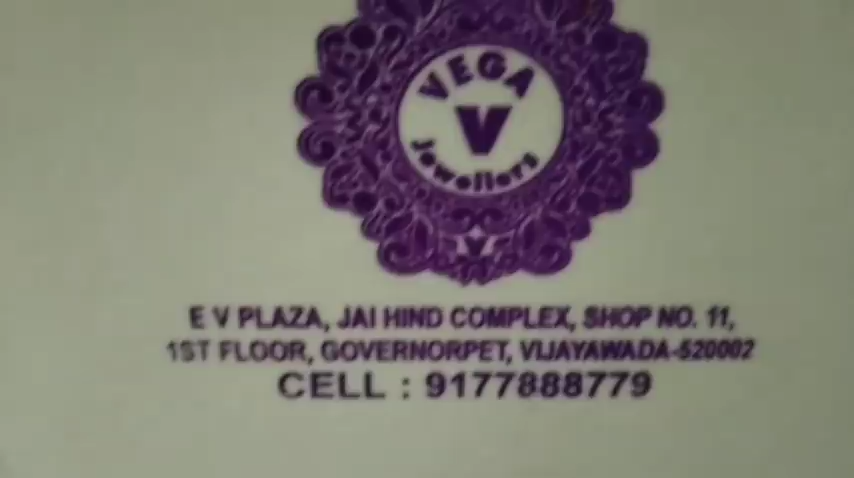 VEGA
V
Jewellers
E V PLAZA, JAI HIND COMPLEX, SHOP NO. 11,
1ST FLOOR, GOVERNORPET, VIJAYAWADA-520002
CELL : 9177888779